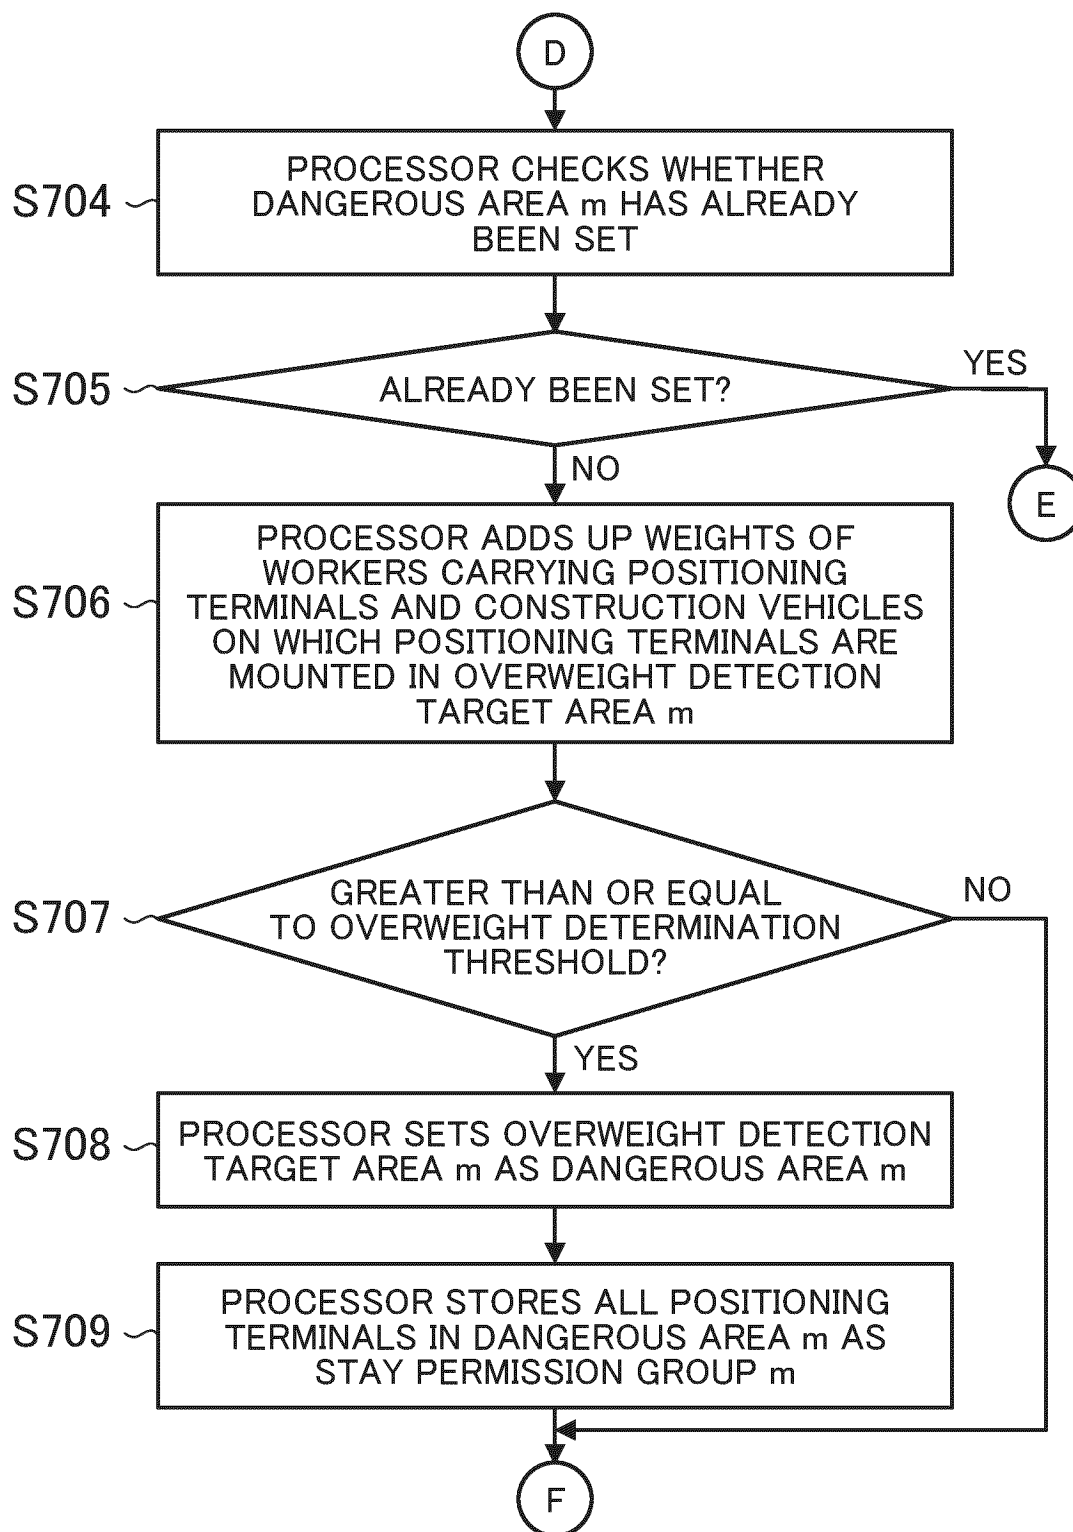 D
S704
PROCESSOR CHECKS WHETHER
DANGEROUS AREA m HAS ALREADY
BEEN SET
S705
ALREADY BEEN SET?
YES
NO
E
S706
PROCESSOR ADDS UP WEIGHTS OF
WORKERS CARRYING POSITIONING
TERMINALS AND CONSTRUCTION VEHICLES
ON WHICH POSITIONING TERMINALS ARE
MOUNTED IN OVERWEIGHT DETECTION
TARGET AREA m
S707
GREATER THAN OR EQUAL
TO OVERWEIGHT DETERMINATION
THRESHOLD?
NO
YES
S708
PROCESSOR SETS OVERWEIGHT DETECTION
TARGET AREA m AS DANGEROUS AREA m
S709
PROCESSOR STORES ALL POSITIONING
TERMINALS IN DANGEROUS AREA m AS
STAY PERMISSION GROUP m
F